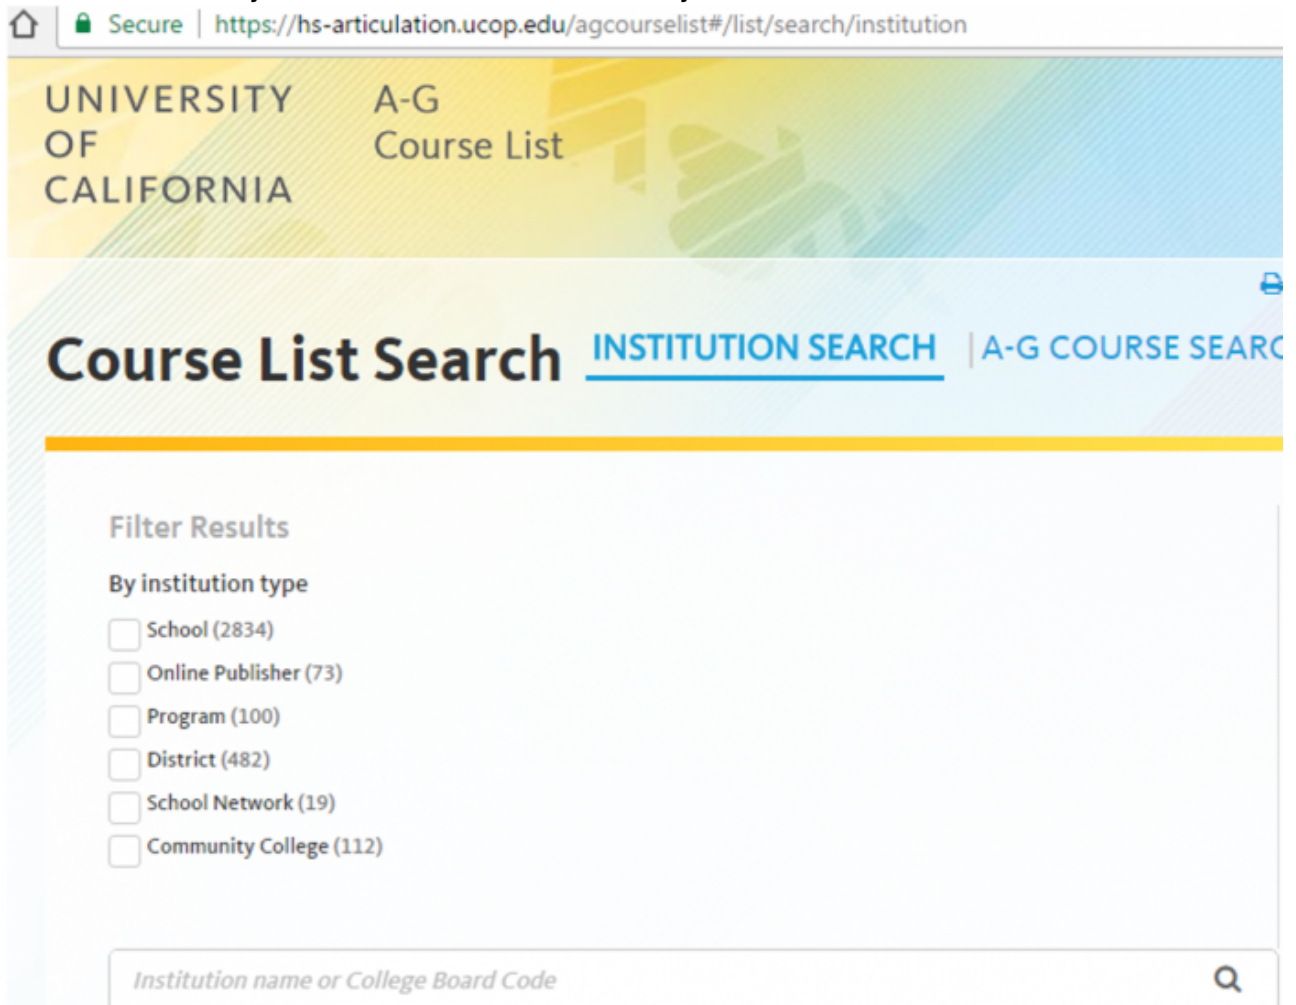 Secure | https://hs-articulation.ucop.edu/agcourselist#/list/search/institution
UNIVERSITY
OF
CALIFORNIA
A-G
Course List
Course List Search INSTITUTION SEARCH | A-G COURSE SEARC
Filter Results
By institution type
School (2834)
Online Publisher (73)
Program (100)
District (482)
School Network (19)
Community College (112)
Institution name or College Board Code